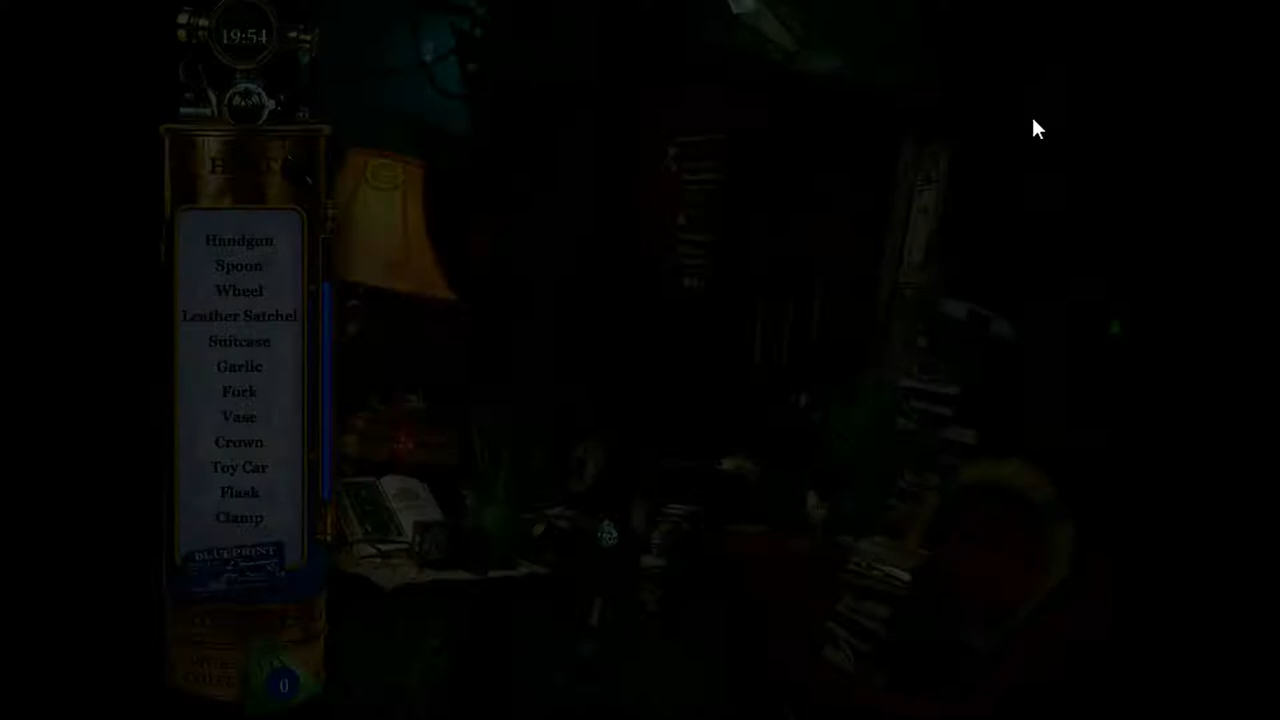 19:54
Handgun
Spoon
Wheel
Leather Satchel
Suitcase
Garlic
Fork
Vase
Crown
Toy Car
Flask
Clamp
BLUEPRINT
0